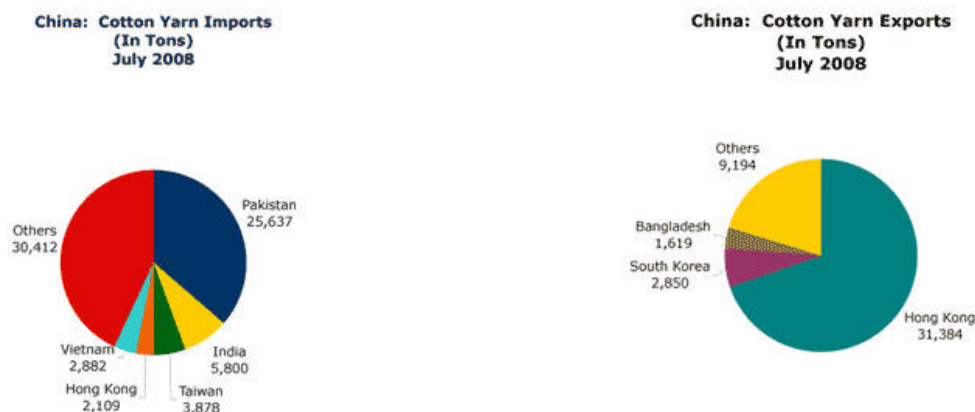 China: Cotton Yarn Imports
(In Tons)
July 2008
Others
30,412
Pakistan
25,637
Vietnam
2,882
India
5,800
Hong Kong
2,109
Taiwan
3,878
China: Cotton Yarn Exports
(In Tons)
July 2008
Others
9,194
Bangladesh
1,619
South Korea
2,850
Hong Kong
31,384